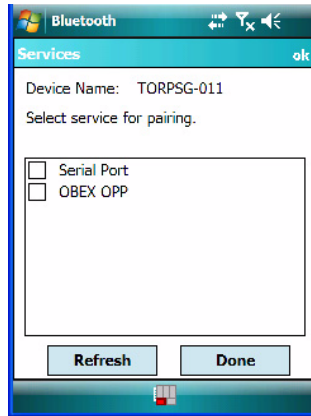 Bluetooth
Services ok
Device Name: TORPSG-011
Select service for pairing.
Serial Port
OBEX OPP
Refresh Done